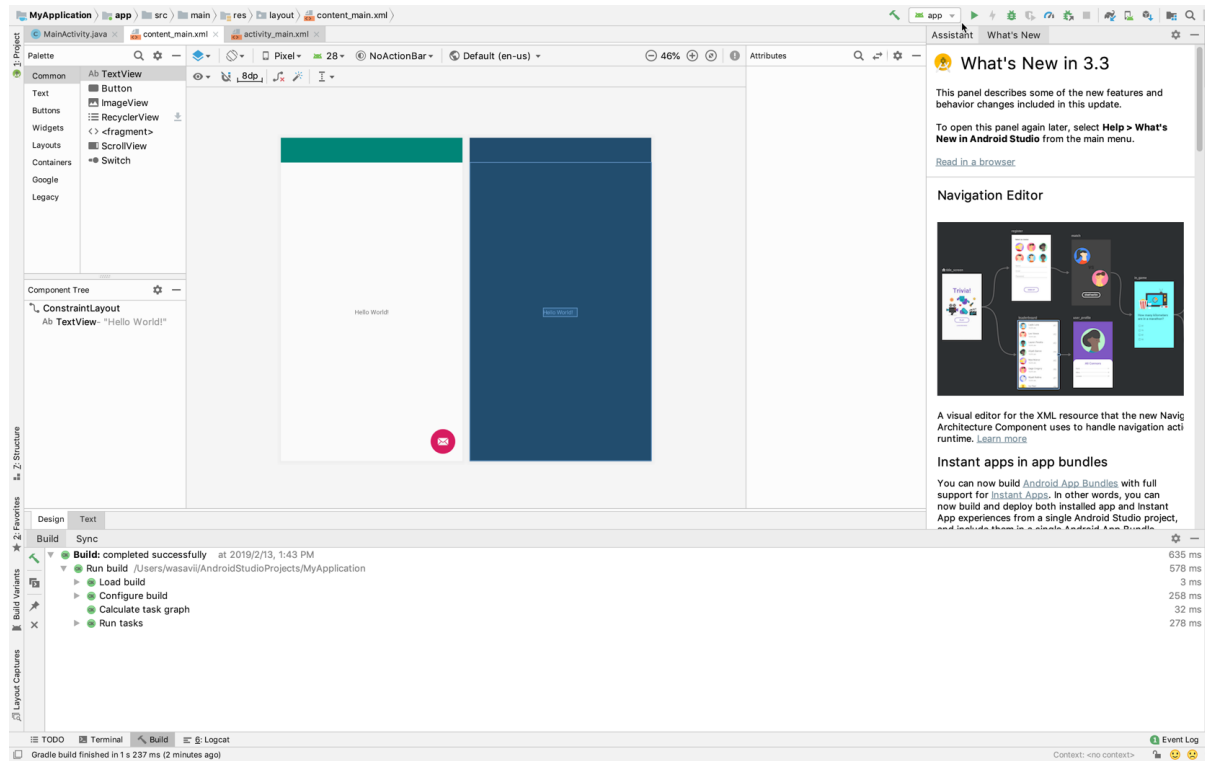 MyApplication app src main res layout content_main.xml
app
MainActivity.java content_main.xml activity_main.xml
Assistant What's New
1: Project
Palette
Pixel 28 NoActionBar Default (en-us) 46%
Attributes
8dp
Common
Text
Buttons
Widgets
Layouts
Containers
Google
Legacy
Ab TextView
Button
ImageView
RecyclerView
<> <fragment>
ScrollView
Switch
Component Tree
ConstraintLayout
Ab TextView- "Hello World!"
Hello World!
Hello World!
What's New in 3.3
This panel describes some of the new features and
behavior changes included in this update.
To open this panel again later, select Help > What's
New in Android Studio from the main menu.
Read in a browser
Navigation Editor
Trivia!
A visual editor for the XML resource that the new Navig
Architecture Component uses to handle navigation acti
runtime. Learn more
Instant apps in app bundles
You can now build Android App Bundles with full
support for Instant Apps. In other words, you can
now build and deploy both installed app and Instant
App experiences from a single Android Studio project,
and include them in a single Android App Bundle
Z: Structure
2: Favorites
Build Variants
Layout Captures
Design Text
Build Sync
Build: completed successfully at 2019/2/13, 1:43 PM 635 ms
Run build /Users/wasavii/AndroidStudioProjects/MyApplication 578 ms
Load build 3 ms
Configure build 258 ms
Calculate task graph 32 ms
Run tasks 278 ms
TODO Terminal Build 6: Logcat 1 Event Log
Gradle build finished in 1 s 237 ms (2 minutes ago) Context: <no context>